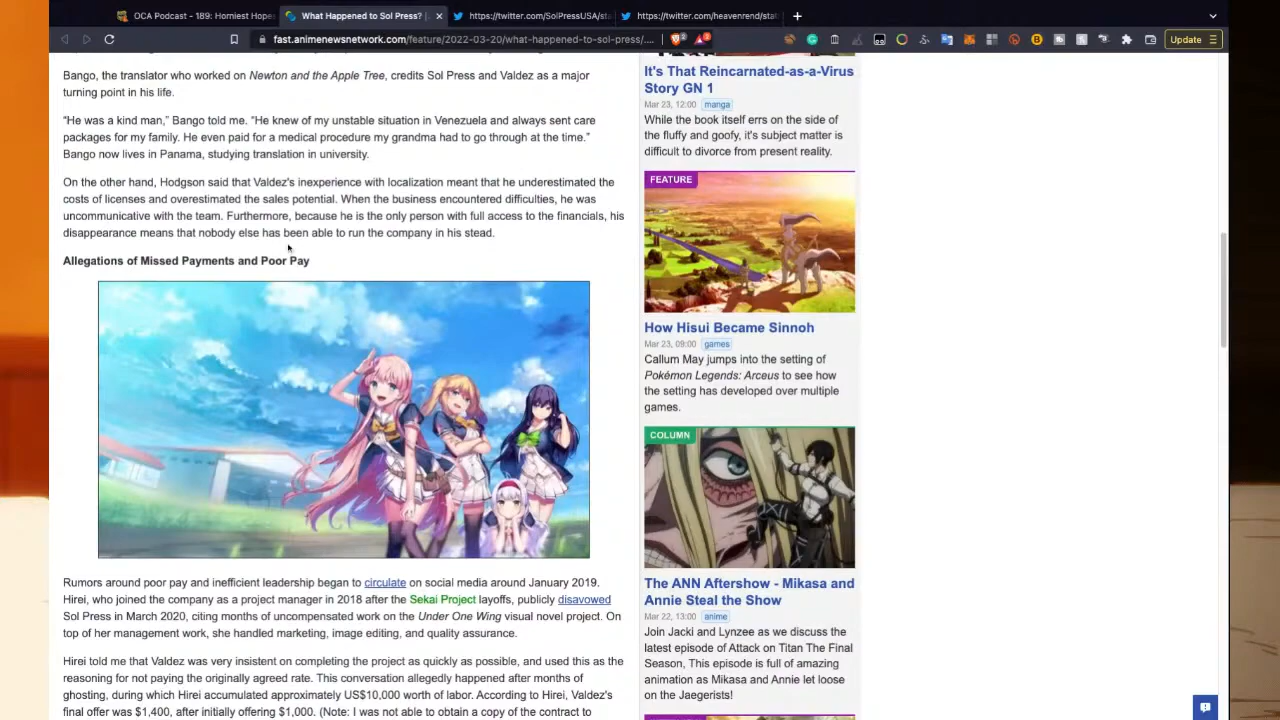 OCA Podcast - 189: Horniest Hope
What Happened to Sol Press? |
https://twitter.com/SolPressUSA/sta
https://twitter.com/heavenrend/stat
fast.animenewsnetwork.com/feature/2022-03-20/what-happened-to-sol-press/....
Update
Bango, the translator who worked on Newton and the Apple Tree, credits Sol Press and Valdez as a major
turning point in his life.
“He was a kind man,” Bango told me. “He knew of my unstable situation in Venezuela and always sent care
packages for my family. He even paid for a medical procedure my grandma had to go through at the time.”
Bango now lives in Panama, studying translation in university.
On the other hand, Hodgson said that Valdez's inexperience with localization meant that he underestimated the
costs of licenses and overestimated the sales potential. When the business encountered difficulties, he was
uncommunicative with the team. Furthermore, because he is the only person with full access to the financials, his
disappearance means that nobody else has been able to run the company in his stead.
Allegations of Missed Payments and Poor Pay
Rumors around poor pay and inefficient leadership began to circulate on social media around January 2019.
Hirei, who joined the company as a project manager in 2018 after the Sekai Project layoffs, publicly disavowed
Sol Press in March 2020, citing months of uncompensated work on the Under One Wing visual novel project. On
top of her management work, she handled marketing, image editing, and quality assurance.
Hirei told me that Valdez was very insistent on completing the project as quickly as possible, and used this as the
reasoning for not paying the originally agreed rate. This conversation allegedly happened after months of
ghosting, during which Hirei accumulated approximately US$10,000 worth of labor. According to Hirei, Valdez's
final offer was $1,400, after initially offering $1,000. (Note: I was not able to obtain a copy of the contract to
It's That Reincarnated-as-a-Virus
Story GN 1
Mar 23, 12:00 manga
While the book itself errs on the side of
the fluffy and goofy, it's subject matter is
difficult to divorce from present reality.
FEATURE
How Hisui Became Sinnoh
Mar 23, 09:00 games
Callum May jumps into the setting of
Pokémon Legends: Arceus to see how
the setting has developed over multiple
games.
COLUMN
The ANN Aftershow - Mikasa and
Annie Steal the Show
Mar 22, 13:00 anime
Join Jacki and Lynzee as we discuss the
latest episode of Attack on Titan The Final
Season, This episode is full of amazing
animation as Mikasa and Annie let loose
on the Jaegerists!